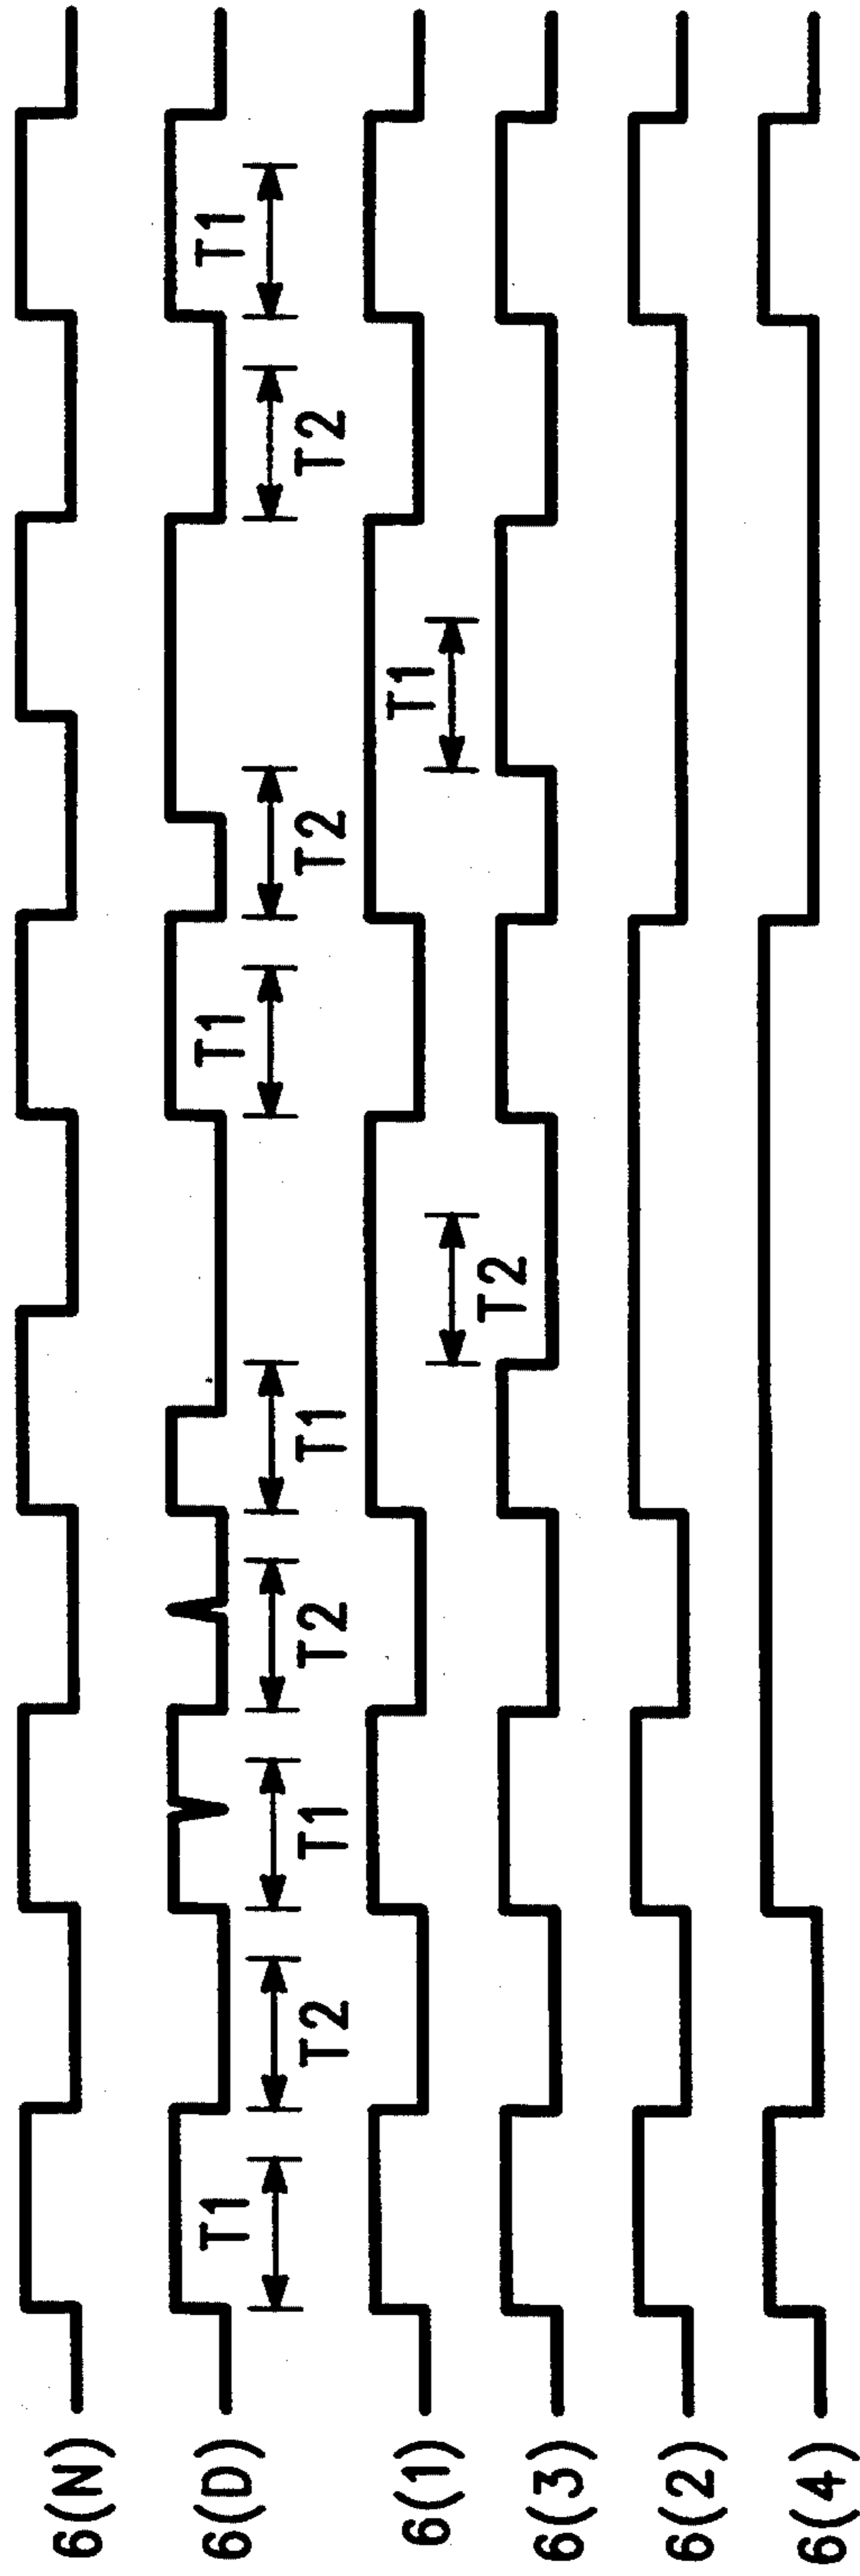 6(N)
6(D) T1 T1 T1
T2 T1 T2 T1 T2 T2
6(1) T1
T2
6(3)
6(2)
6(4)